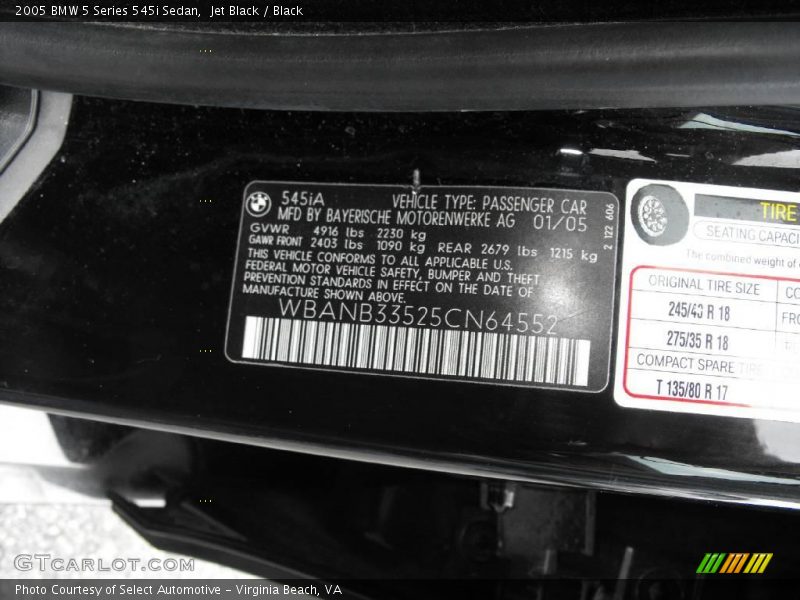 2005 BMW 5 Series 545i Sedan, Jet Black / Black
545iA VEHICLE TYPE: PASSENGER CAR
MFD BY BAYERISCHE MOTORENWERKE AG 01/05
GVWR 4916 lbs 2230 kg
GAWR FRONT 2403 lbs 1090 kg REAR 2679 lbs 1215 kg
THIS VEHICLE CONFORMS TO ALL APPLICABLE U.S.
FEDERAL MOTOR VEHICLE SAFETY, BUMPER AND THEFT
PREVENTION STANDARDS IN EFFECT ON THE DATE OF
MANUFACTURE SHOWN ABOVE.
WBANB33525CN64552
2 122 606
TIRE
SEATING CAPACI
The combined weight of
ORIGINAL TIRE SIZE
245/40 R 18
275/35 R 18
COMPACT SPARE TIRE
T 135/80 R 17
GTCARLOT.COM
Photo Courtesy of Select Automotive - Virginia Beach, VA